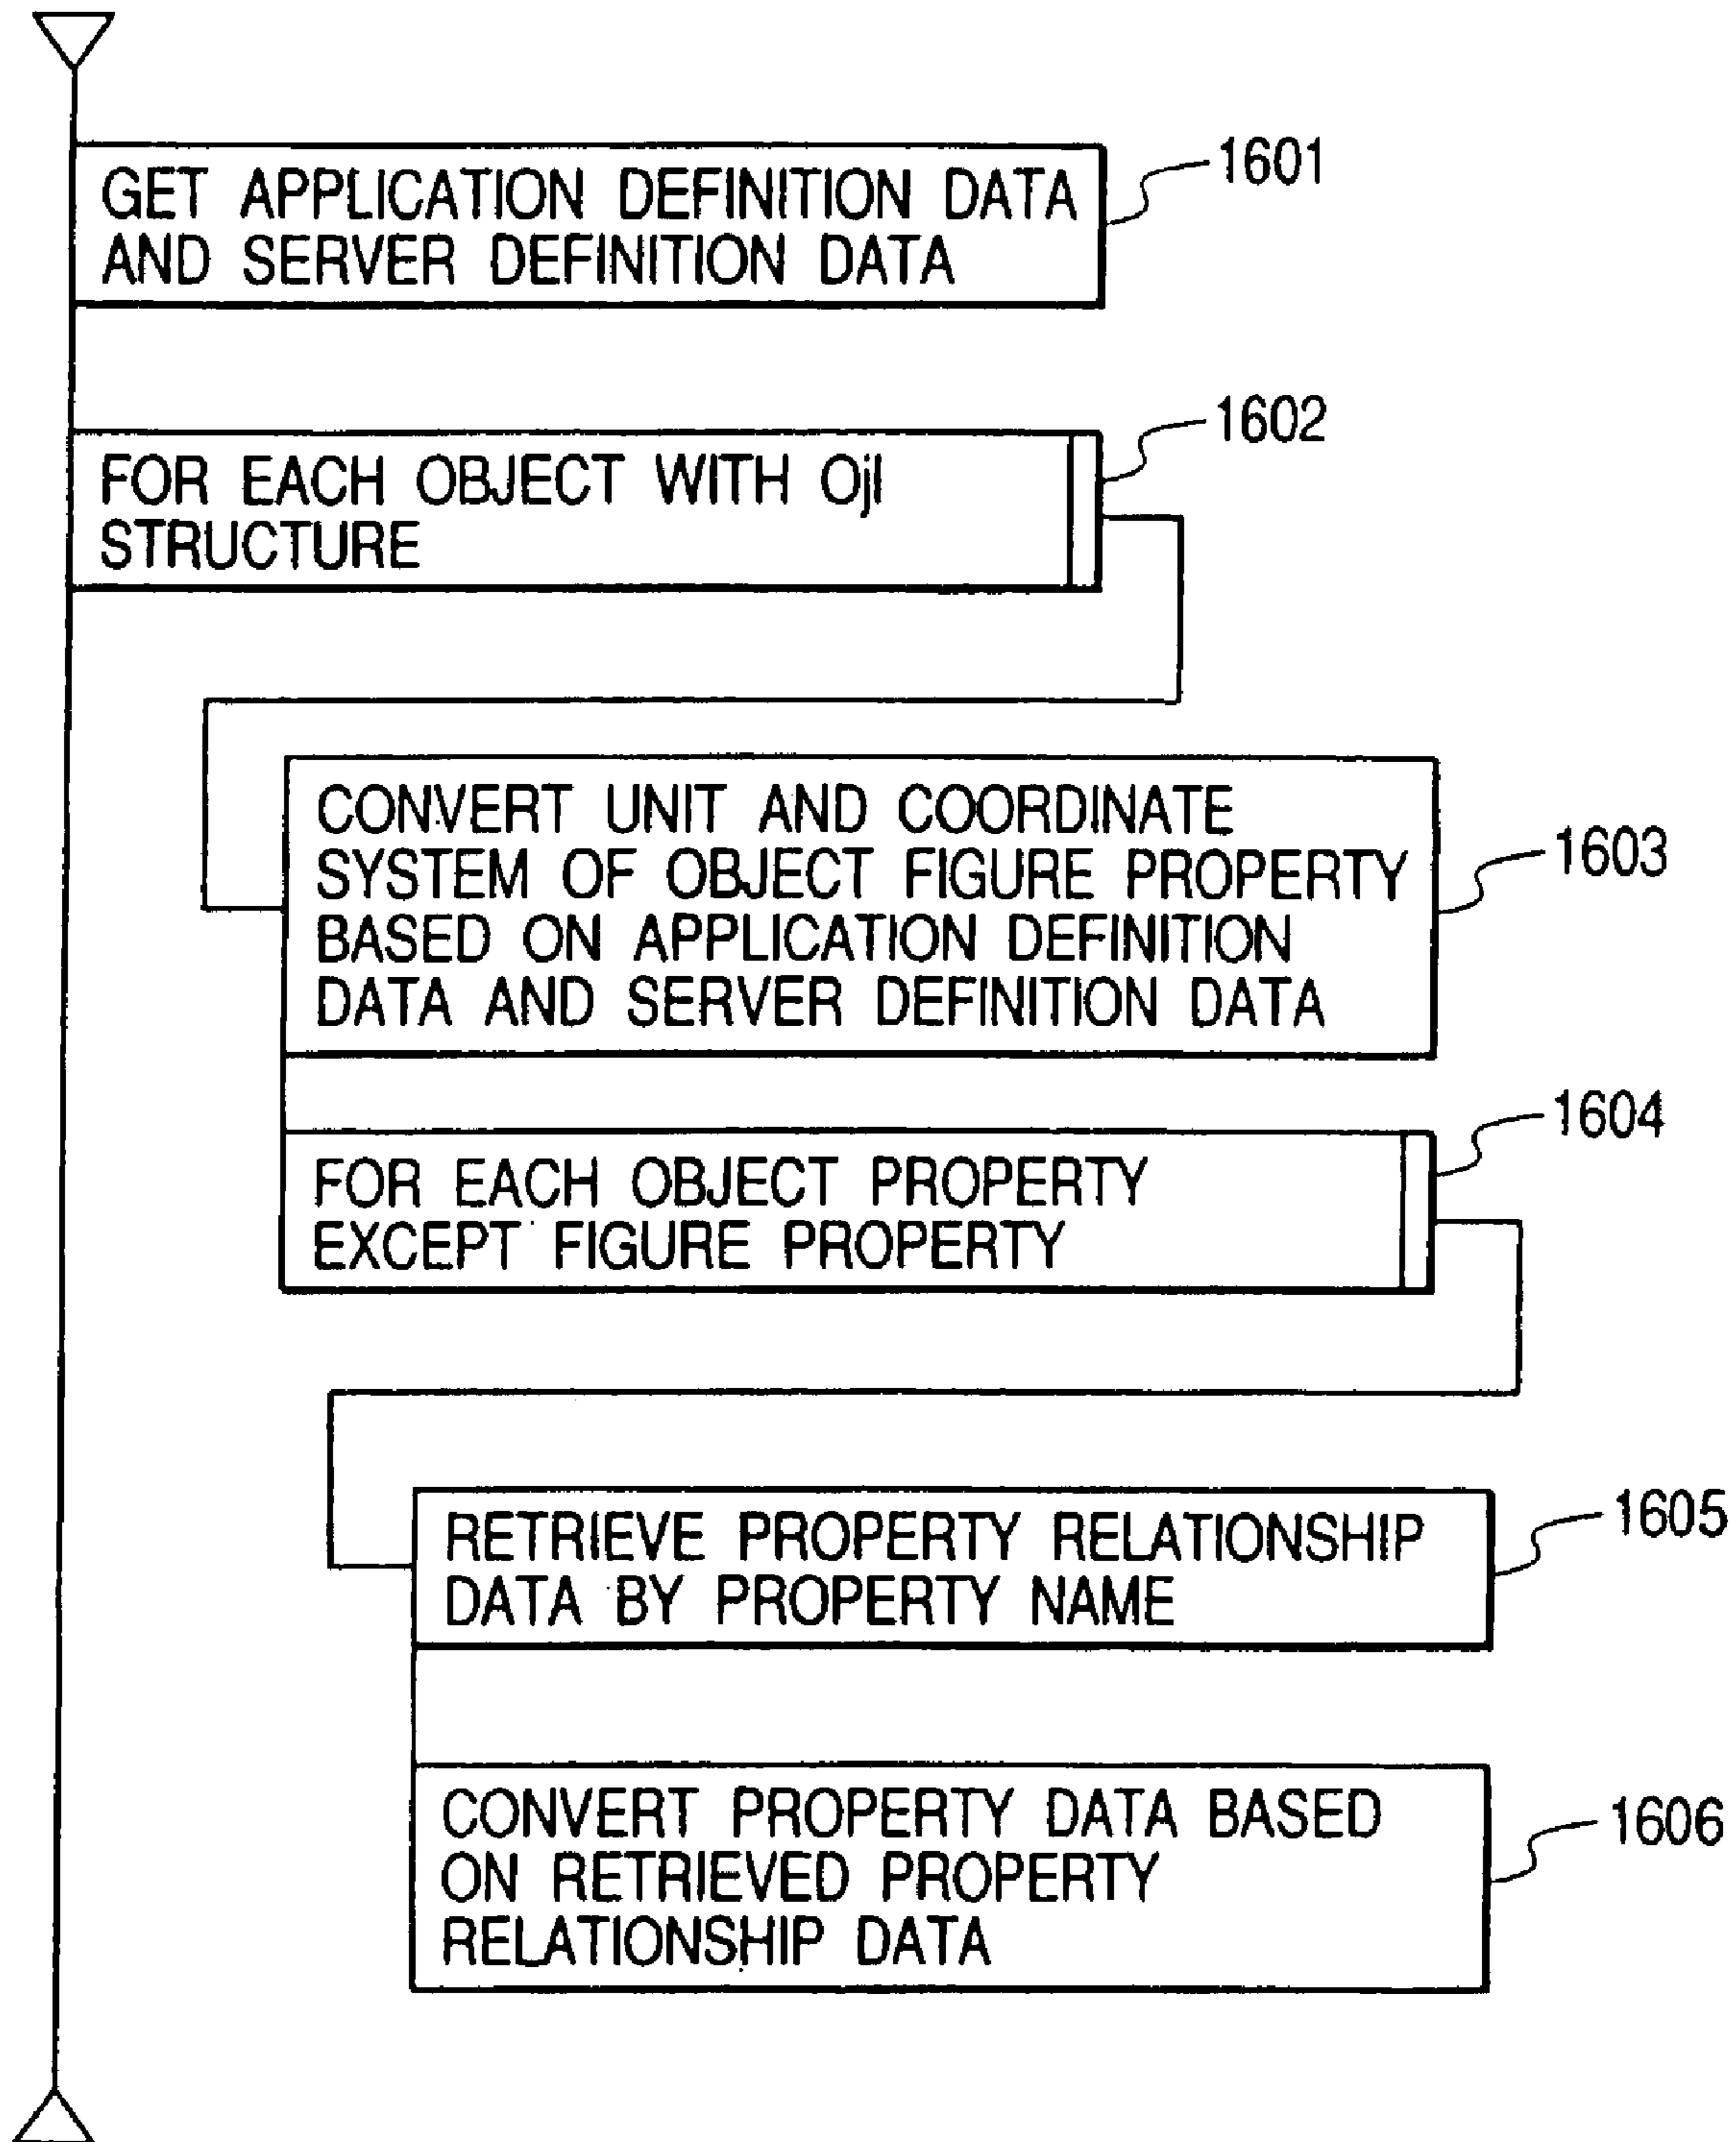 GET APPLICATION DEFINITION DATA
AND SERVER DEFINITION DATA
1601
FOR EACH OBJECT WITH Ojl
STRUCTURE
1602
CONVERT UNIT AND COORDINATE
SYSTEM OF OBJECT FIGURE PROPERTY
BASED ON APPLICATION DEFINITION
DATA AND SERVER DEFINITION DATA
1603
FOR EACH OBJECT PROPERTY
EXCEPT FIGURE PROPERTY
1604
RETRIEVE PROPERTY RELATIONSHIP
DATA BY PROPERTY NAME
1605
CONVERT PROPERTY DATA BASED
ON RETRIEVED PROPERTY
RELATIONSHIP DATA
1606